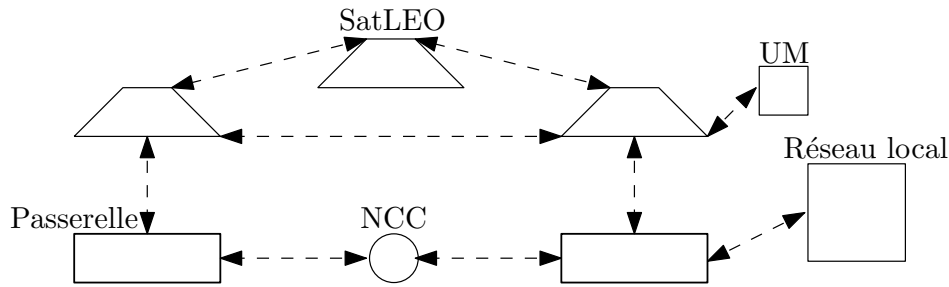 SatLEO
UM
Réseau local
Passerelle
NCC